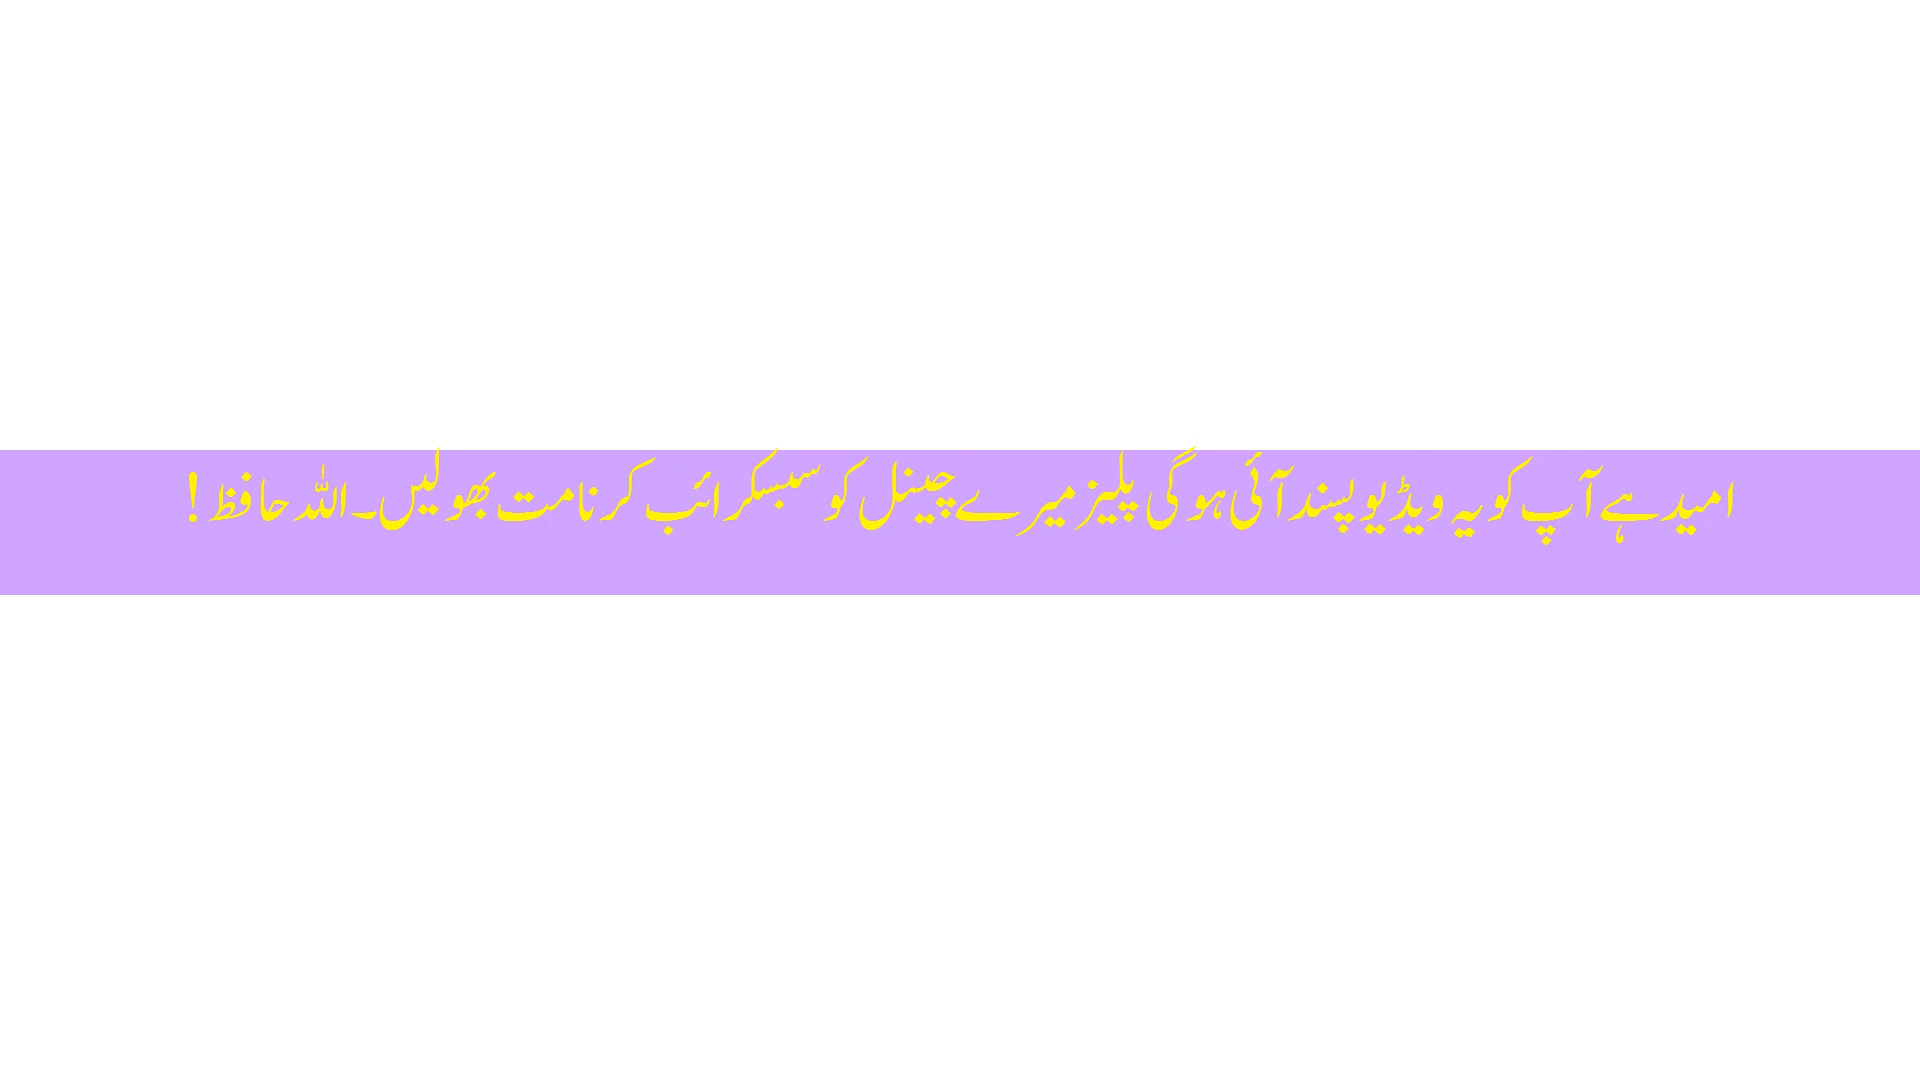 امید ہے آپ کو یہ ویڈیو پسند آئی ہو گی پلیز میرے چینل کو سبسکرائب کرنا مت بھولیں۔ اللہ حافظ !